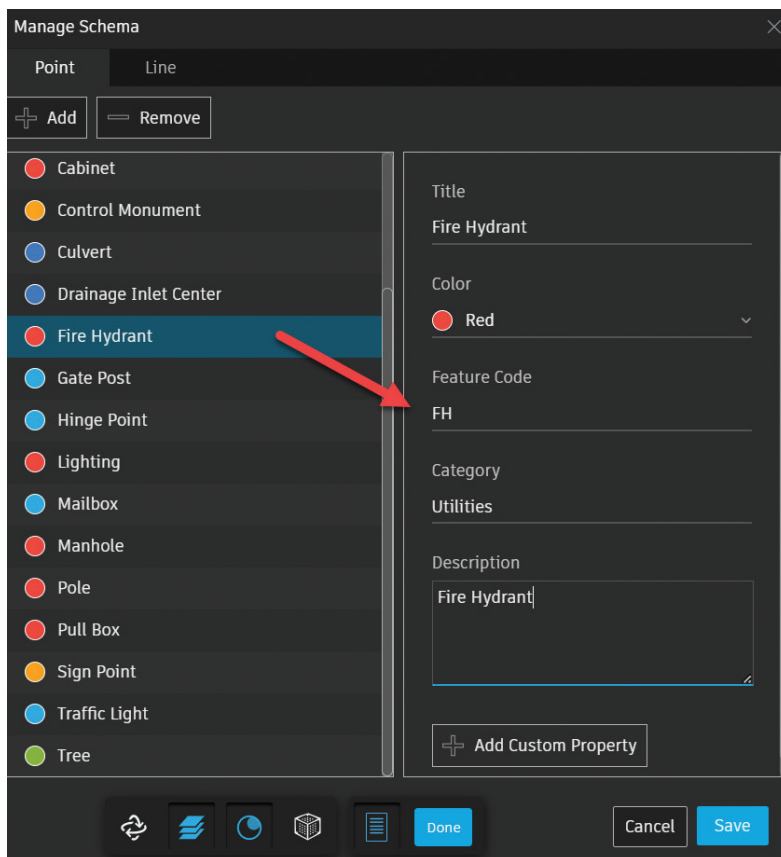 Manage Schema
Point
Line
Add
Remove
Cabinet
Control Monument
Culvert
Drainage Inlet Center
Fire Hydrant
Gate Post
Hinge Point
Lighting
Mailbox
Manhole
Pole
Pull Box
Sign Point
Traffic Light
Tree
Title
Fire Hydrant
Color
Red
Feature Code
FH
Category
Utilities
Description
Fire Hydrant
Add Custom Property
Done
Cancel
Save